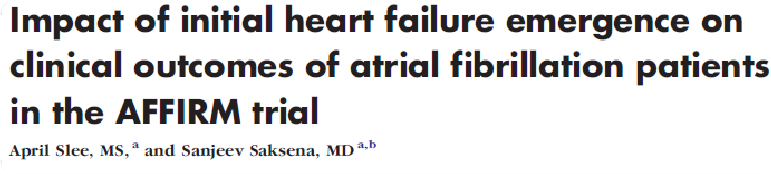 Impact of initial heart failure emergence on
clinical outcomes of atrial fibrillation patients
in the AFFIRM trial
April Slee, MS,a and Sanjeev Saksena, MD a,b